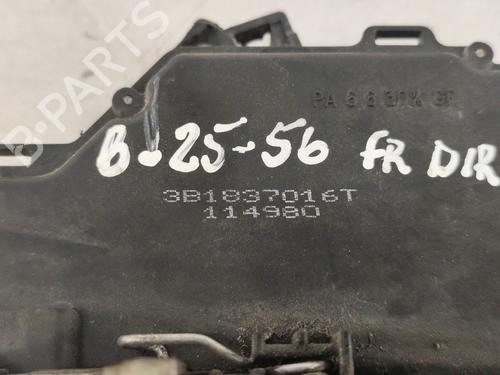 B-PARTS
PA 6 6 30% GF
B-25-56 FR DIR
3B1837016T
114980